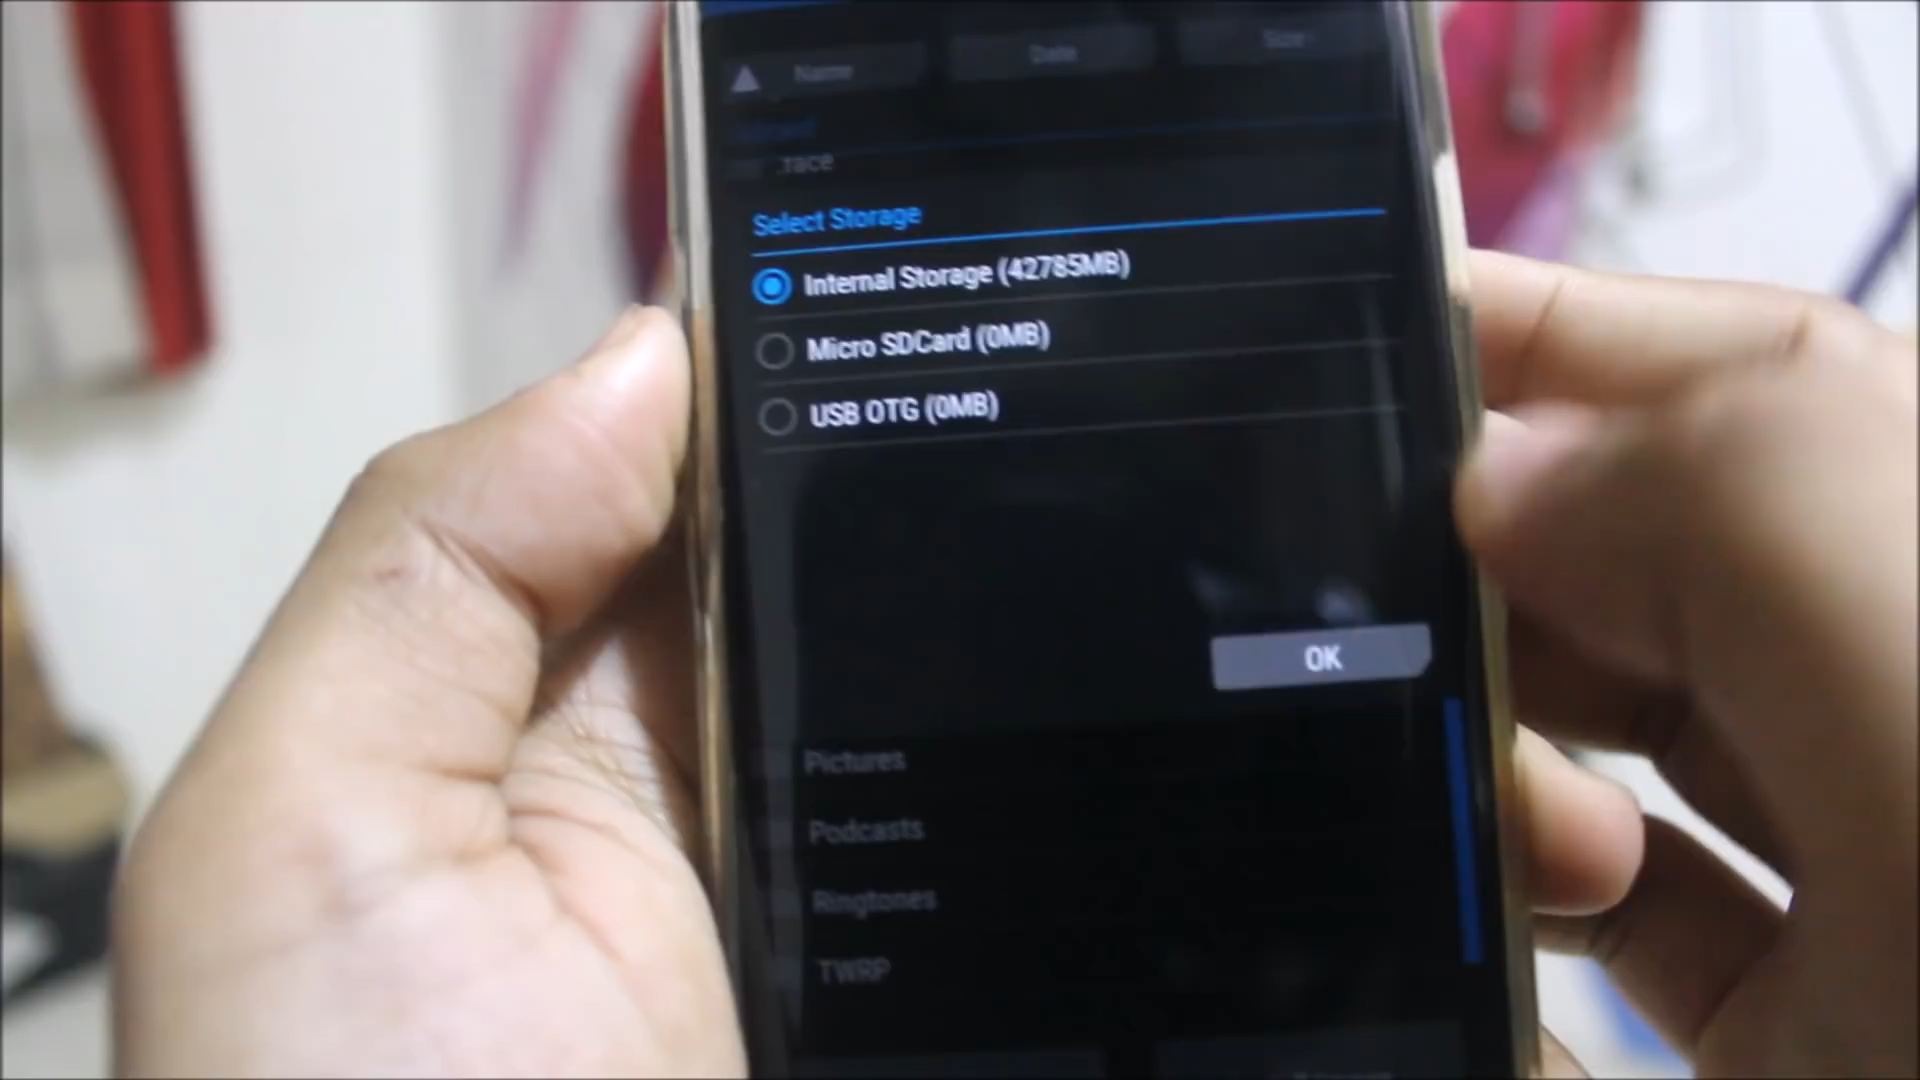 Name
Date
Size
.face
Select Storage
Internal Storage (42785MB)
Micro SDCard (0MB)
USB OTG (0MB)
OK
Pictures
Podcasts
Ringtones
TWRP